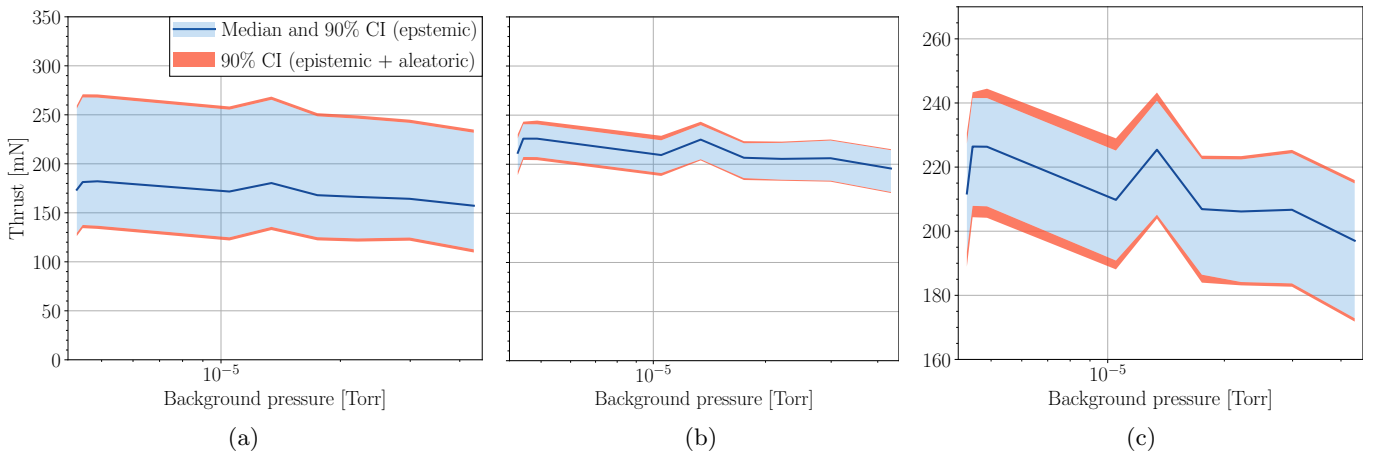 350
300
250
200
150
100
50
0
Thrust [mN]
Median and 90% CI (epstemic)
90% CI (epistemic + aleatoric)
10⁻⁵
Background pressure [Torr]
(a)
10⁻⁵
Background pressure [Torr]
(b)
260
240
220
200
180
160
10⁻⁵
Background pressure [Torr]
(c)